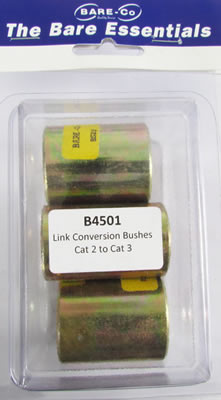 BARE-Co
The Bare Essentials
B4501
Link Conversion Bushes
Cat 2 to Cat 3